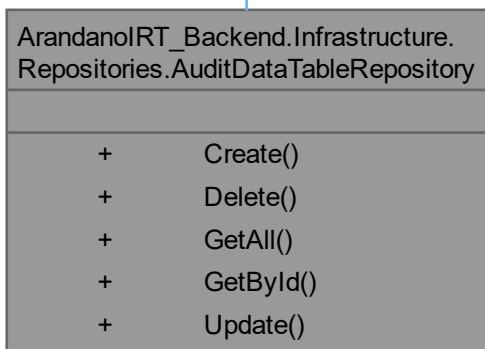 ArandanoIRT_Backend.Infrastructure.
Repositories.AuditDataTableRepository
+ Create()
+ Delete()
+ GetAll()
+ GetById()
+ Update()